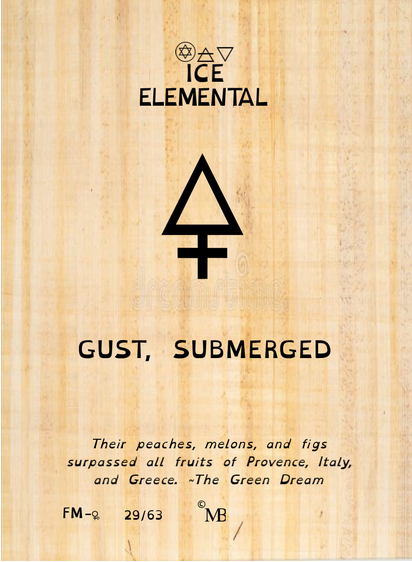 ICE
ELEMENTAL
GUST, SUBMERGED
Their peaches, melons, and figs
surpassed all fruits of Provence, Italy,
and Greece. ~The Green Dream
FM-♀ 29/63 © MB